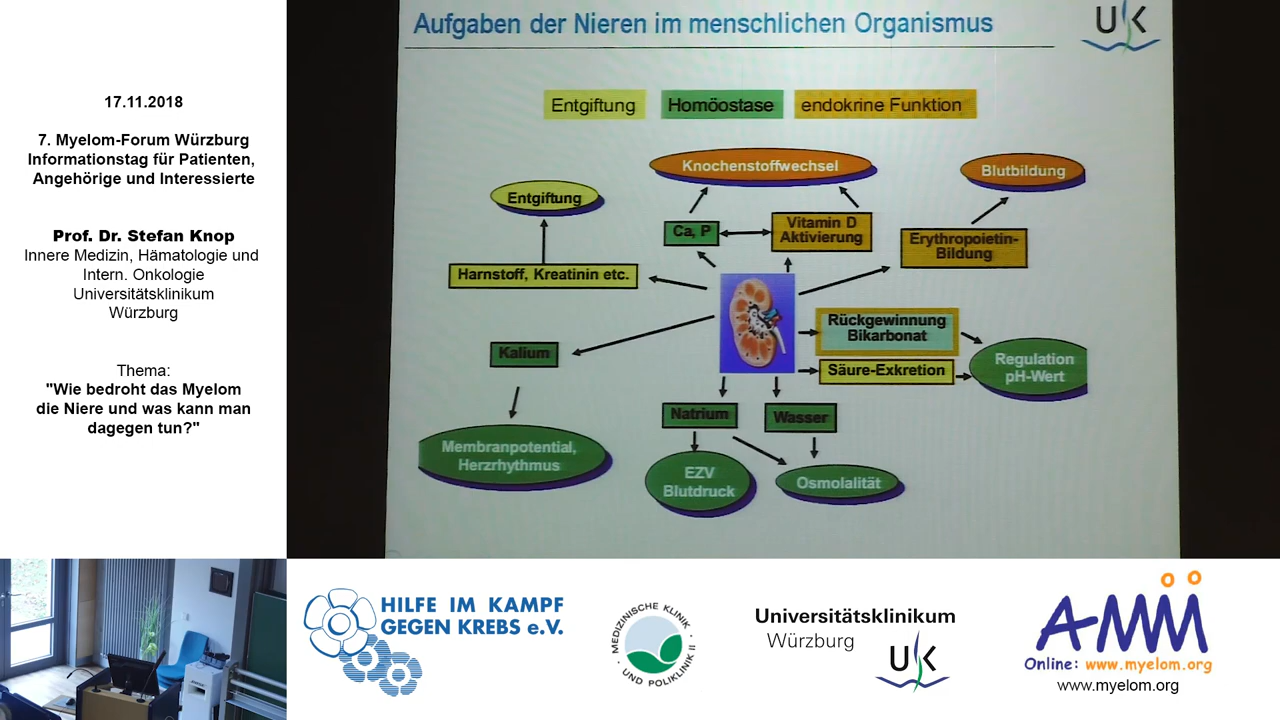 17.11.2018
7. Myelom-Forum Würzburg
Informationstag für Patienten,
Angehörige und Interessierte
Prof. Dr. Stefan Knop
Innere Medizin, Hämatologie und
Intern. Onkologie
Universitätsklinikum
Würzburg
Thema:
"Wie bedroht das Myelom
die Niere und was kann man
dagegen tun?"
Aufgaben der Nieren im menschlichen Organismus
UK
Entgiftung
Homöostase
endokrine Funktion
Knochenstoffwechsel
Blutbildung
Entgiftung
Ca, P
Vitamin D
Aktivierung
Erythropoietin-
Bildung
Harnstoff, Kreatinin etc.
Rückgewinnung
Bikarbonat
Kalium
Regulation
pH-Wert
Säure-Exkretion
Natrium
Wasser
Membranpotential,
Herzrhythmus
EZV
Blutdruck
Osmolalität
HILFE IM KAMPF
GEGEN KREBS e.V.
MEDIZINISCHE KLINIK
UND POLIKLINIK II
Universitätsklinikum
Würzburg
UK
AMM
Online: www.myelom.org
www.myelom.org